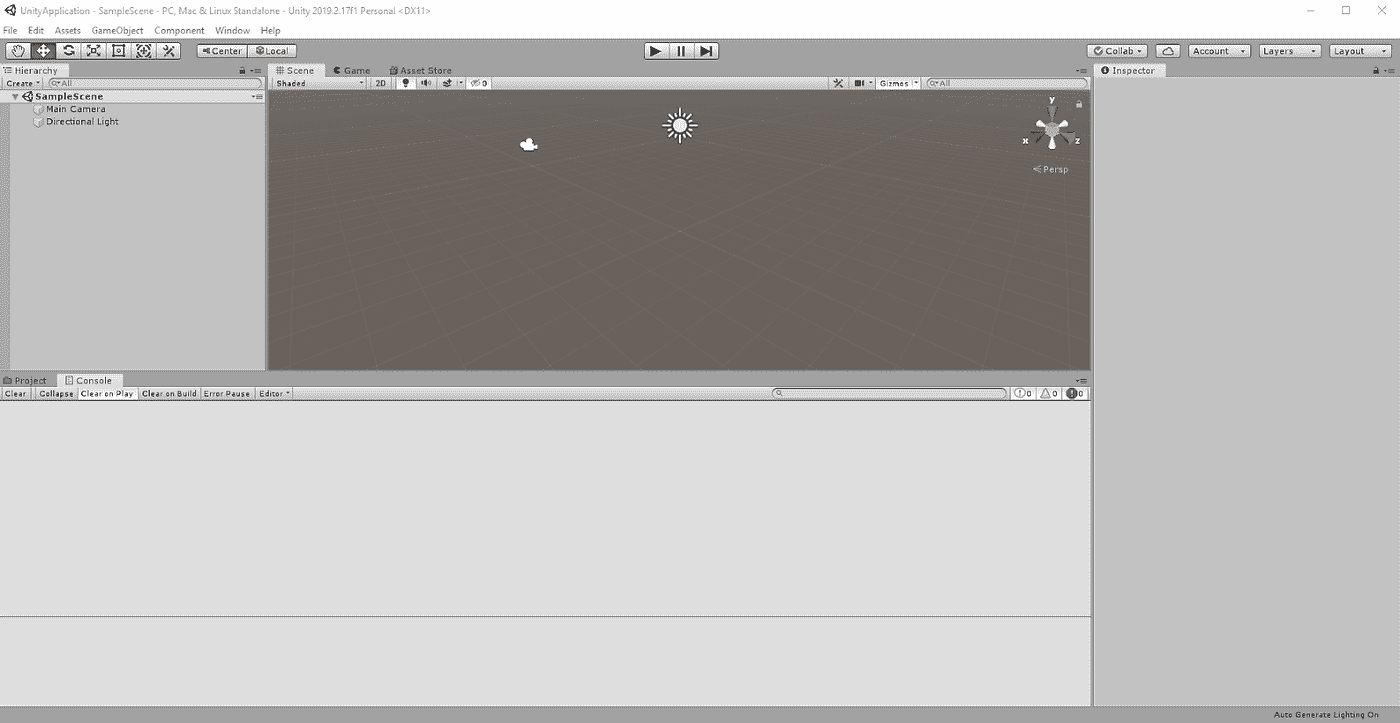 UnityApplication - SampleScene - PC, Mac & Linux Standalone - Unity 2019.2.17f1 Personal <DX11>
File Edit Assets GameObject Component Window Help
Center Local Collab Account Layers Layout
Hierarchy Scene Game Asset Store Inspector
Create All Shaded 2D 0 Gizmos All
SampleScene
Main Camera
Directional Light
y
x z
Persp
Project Console
Clear Collapse Clear on Play Clear on Build Error Pause Editor 0 0 0
Auto Generate Lighting On